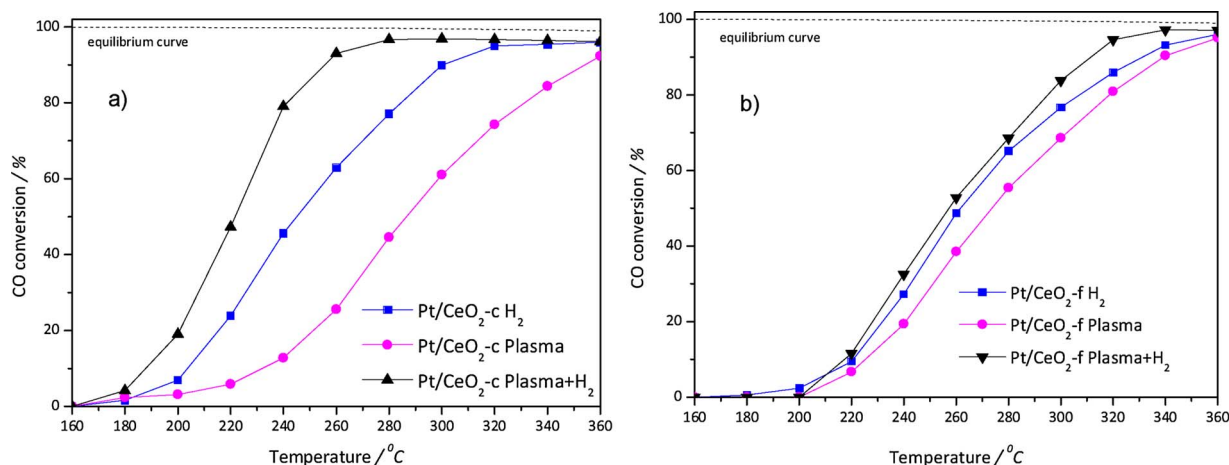 100
80
60
40
20
0
CO conversion / %
equilibrium curve
a)
Pt/CeO₂-c H₂
Pt/CeO₂-c Plasma
Pt/CeO₂-c Plasma+H₂
160 180 200 220 240 260 280 300 320 340 360
Temperature / ⁰C
100
80
60
40
20
0
CO conversion / %
equilibrium curve
b)
Pt/CeO₂-f H₂
Pt/CeO₂-f Plasma
Pt/CeO₂-f Plasma+H₂
160 180 200 220 240 260 280 300 320 340 360
Temperature / ⁰C